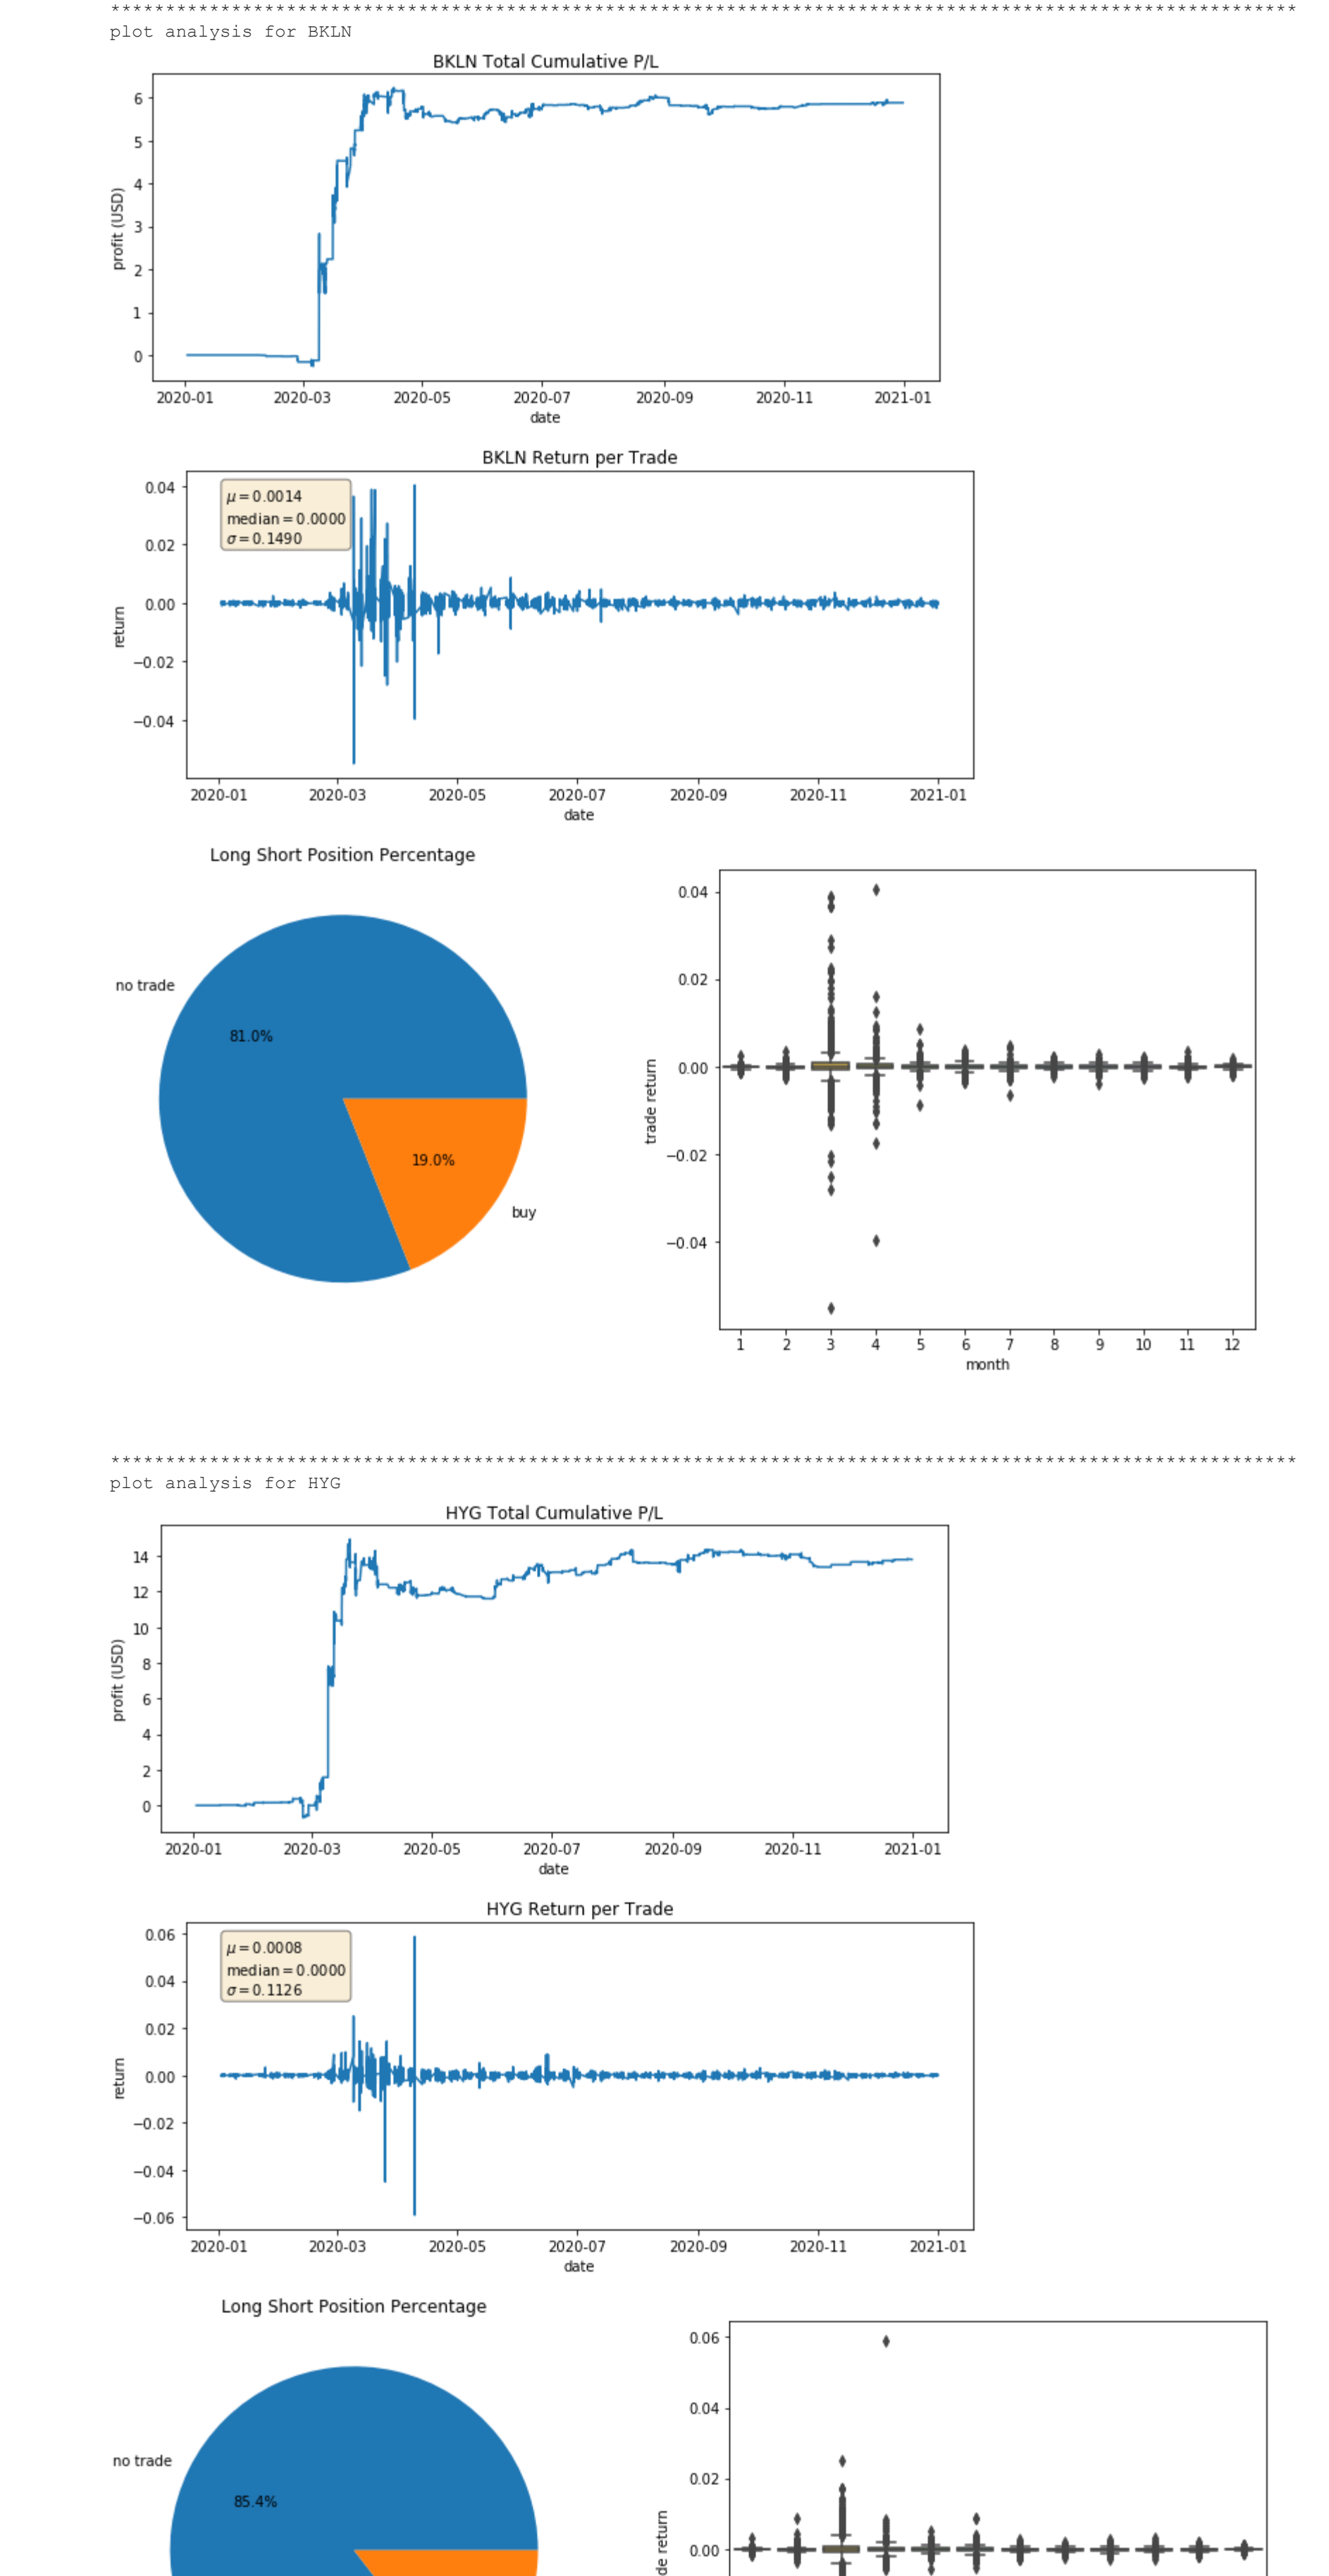 ************************************************************************************************************
plot analysis for BKLN
BKLN Total Cumulative P/L
6
5
4
3
2
1
0
profit (USD)
2020-01 2020-03 2020-05 2020-07 2020-09 2020-11 2021-01
date
BKLN Return per Trade
μ = 0.0014
median = 0.0000
σ = 0.1490
0.04
0.02
0.00
−0.02
−0.04
return
2020-01 2020-03 2020-05 2020-07 2020-09 2020-11 2021-01
date
Long Short Position Percentage
no trade
81.0%
19.0%
buy
0.04
0.02
0.00
−0.02
−0.04
trade return
1 2 3 4 5 6 7 8 9 10 11 12
month
************************************************************************************************************
plot analysis for HYG
HYG Total Cumulative P/L
14
12
10
8
6
4
2
0
profit (USD)
2020-01 2020-03 2020-05 2020-07 2020-09 2020-11 2021-01
date
HYG Return per Trade
μ = 0.0008
median = 0.0000
σ = 0.1126
0.06
0.04
0.02
0.00
−0.02
−0.04
−0.06
return
2020-01 2020-03 2020-05 2020-07 2020-09 2020-11 2021-01
date
Long Short Position Percentage
no trade
85.4%
0.06
0.04
0.02
0.00
de return